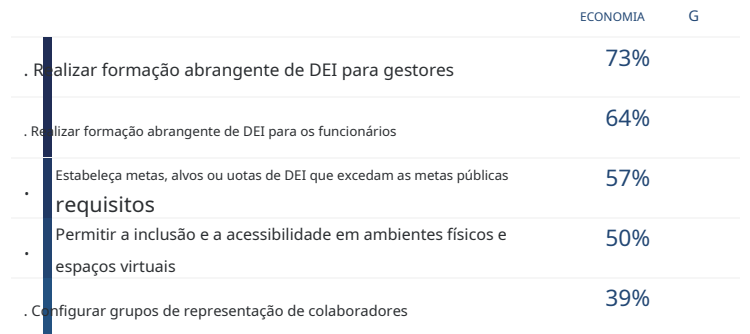 ECONOMIA G
. Realizar formação abrangente de DEI para gestores 73%
. Realizar formação abrangente de DEI para os funcionários 64%
. Estabeleça metas, alvos ou uotas de DEI que excedam as metas públicas 57%
requisitos
. Permitir a inclusão e a acessibilidade em ambientes físicos e 50%
espaços virtuais
. Configurar grupos de representação de colaboradores 39%